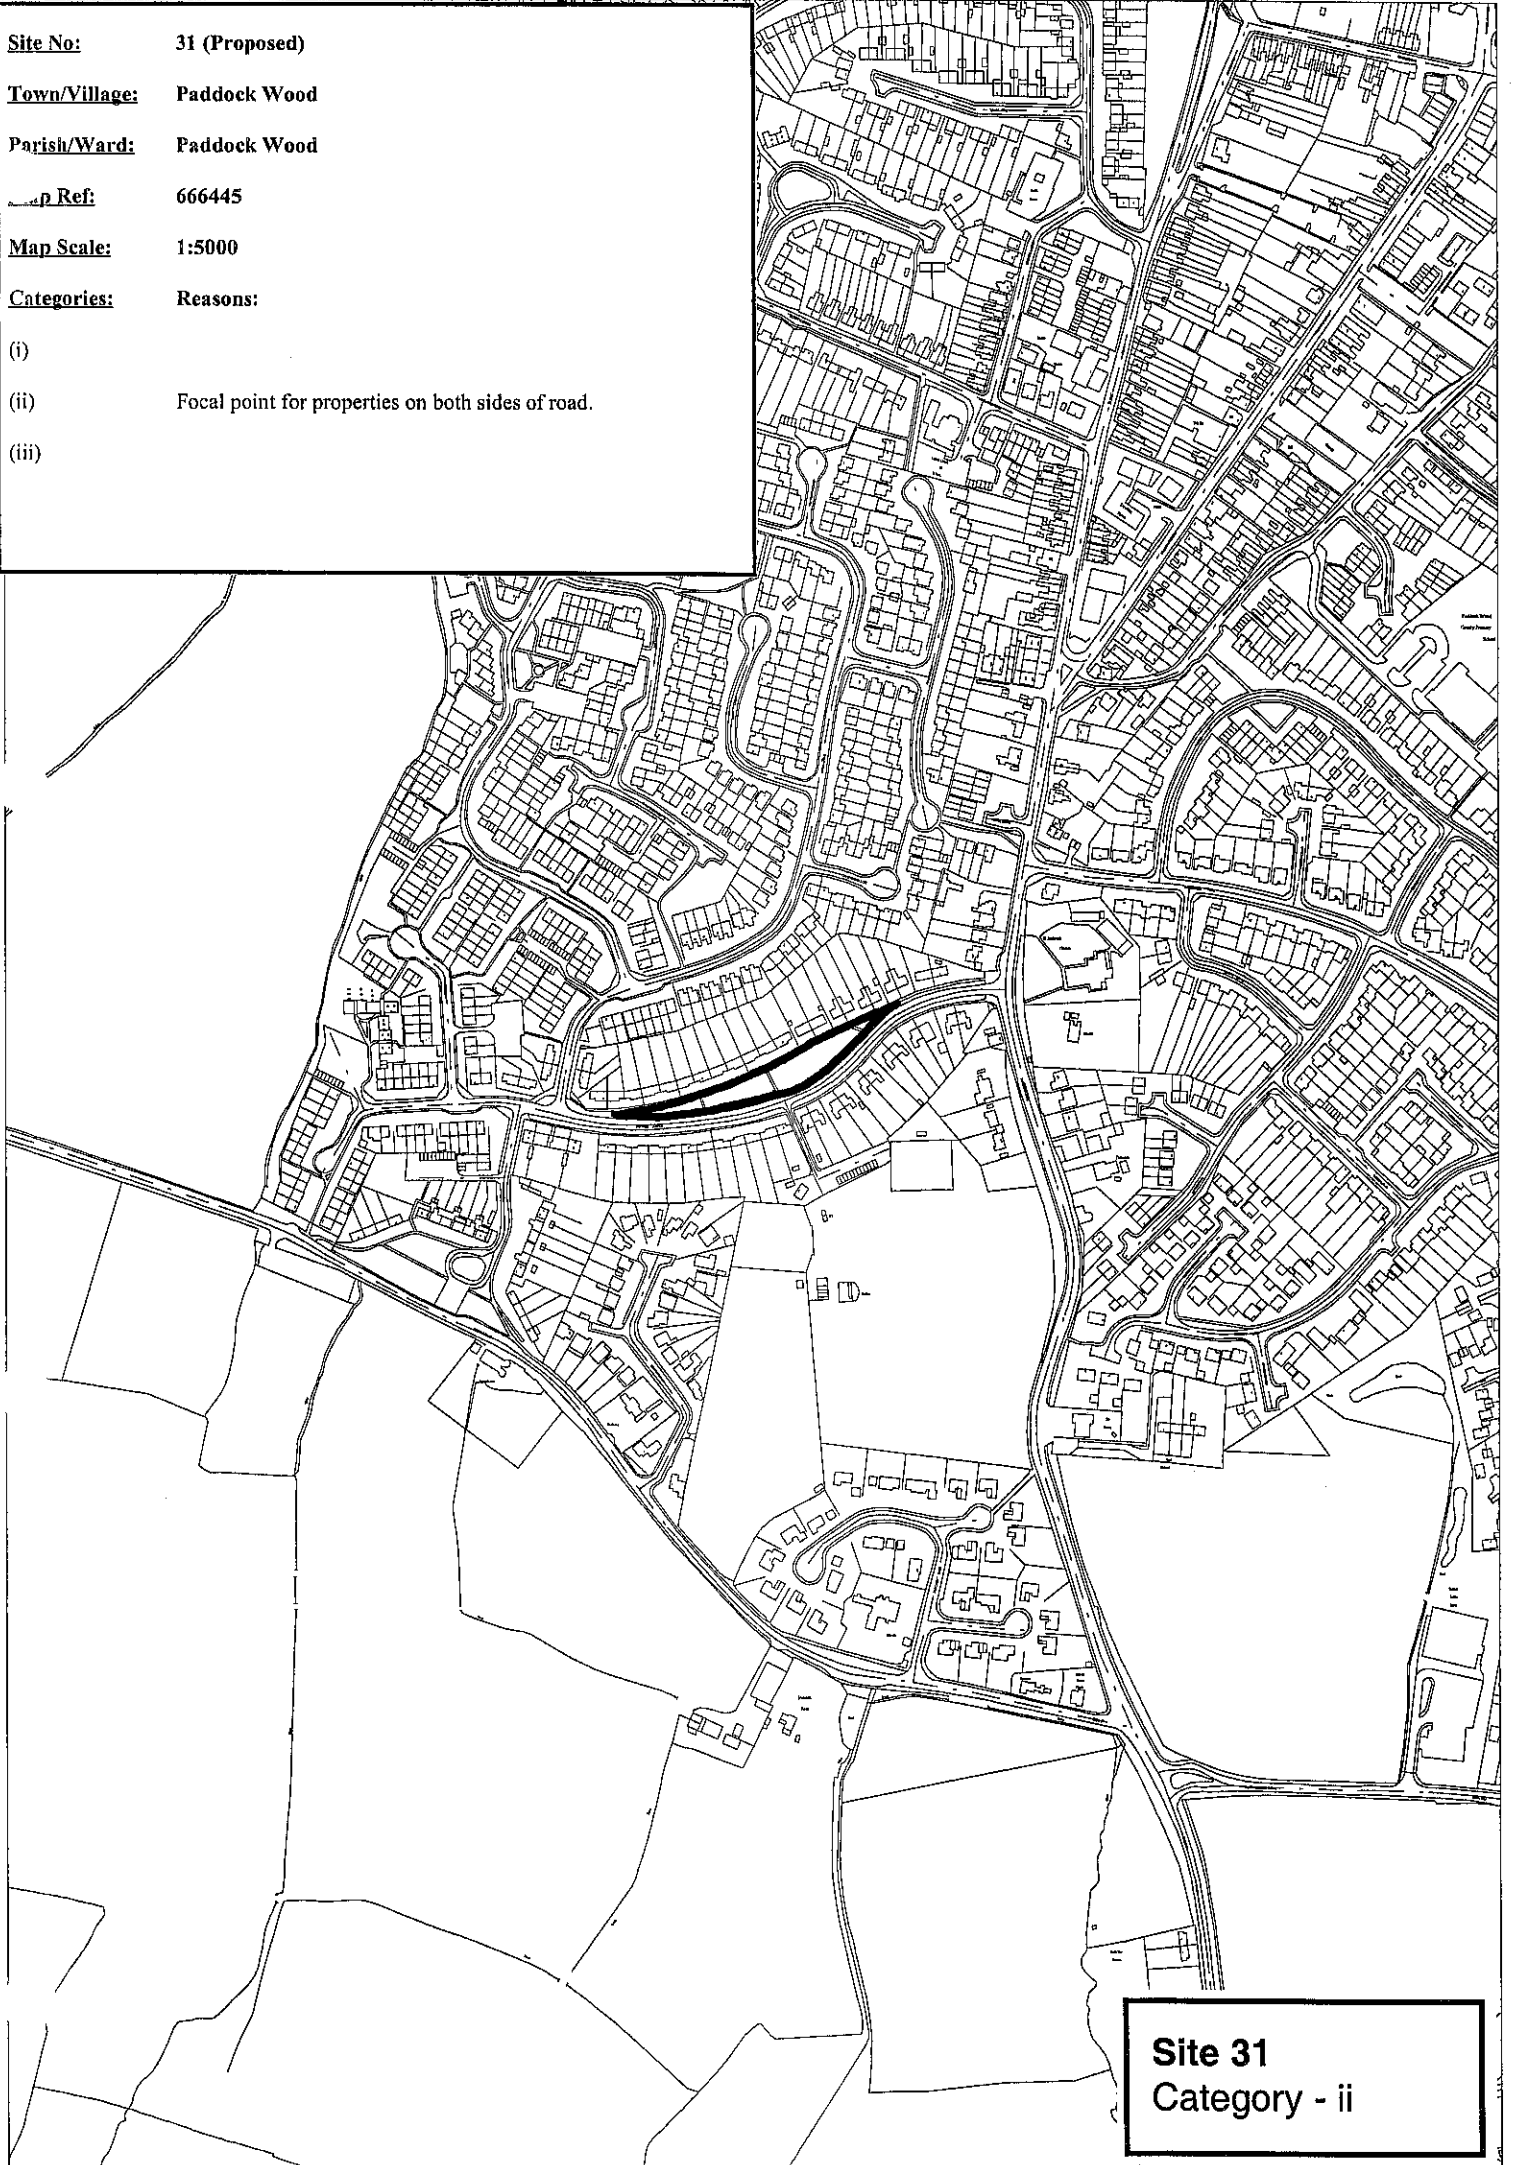 Site No: 31 (Proposed)
Town/Village: Paddock Wood
Parish/Ward: Paddock Wood
p Ref: 666445
Map Scale: 1:5000
Categories: Reasons:
(i)
(ii) Focal point for properties on both sides of road.
(iii)
Site 31
Category - ii